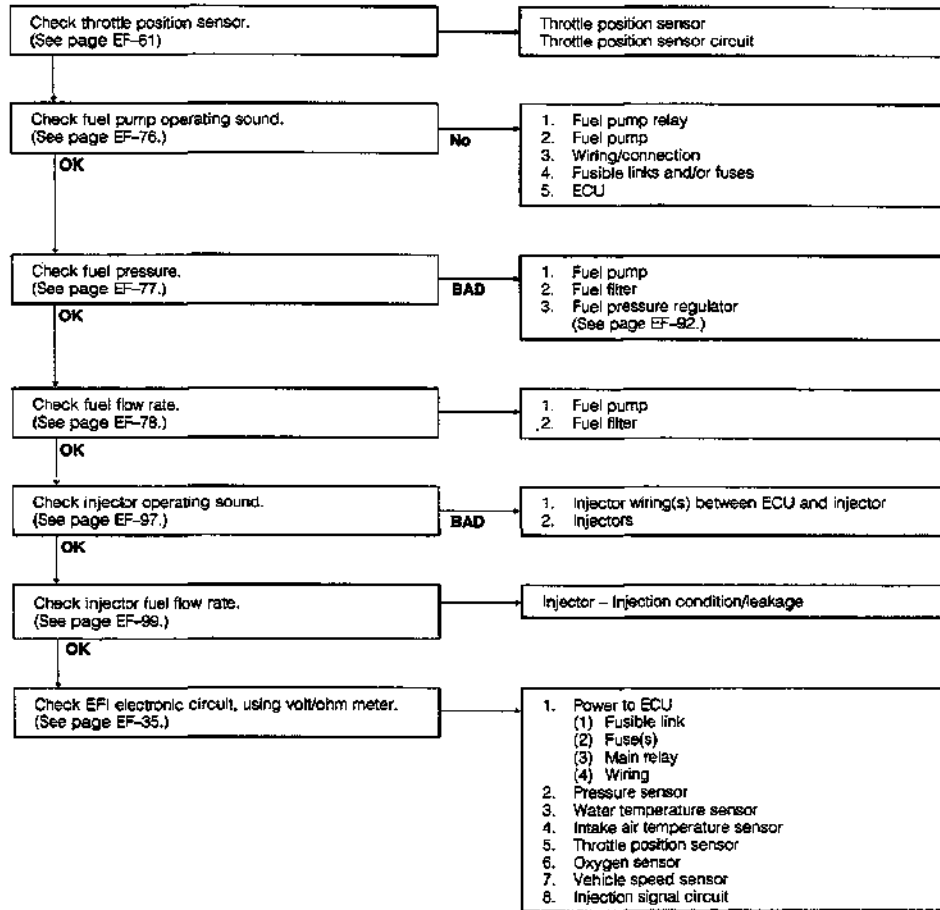 Check throttle position sensor.
(See page EF–61)
Throttle position sensor
Throttle position sensor circuit
Check fuel pump operating sound.
(See page EF–76.)
No
1. Fuel pump relay
2. Fuel pump
3. Wiring/connection
4. Fusible links and/or fuses
5. ECU
OK
Check fuel pressure.
(See page EF–77.)
BAD
1. Fuel pump
2. Fuel filter
3. Fuel pressure regulator
(See page EF–92.)
OK
Check fuel flow rate.
(See page EF–78.)
1. Fuel pump
2. Fuel filter
OK
Check injector operating sound.
(See page EF–97.)
BAD
1. Injector wiring(s) between ECU and injector
2. Injectors
OK
Check injector fuel flow rate.
(See page EF–99.)
Injector – Injection condition/leakage
OK
Check EFI electronic circuit, using volt/ohm meter.
(See page EF–35.)
1. Power to ECU
(1) Fusible link
(2) Fuse(s)
(3) Main relay
(4) Wiring
2. Pressure sensor
3. Water temperature sensor
4. Intake air temperature sensor
5. Throttle position sensor
6. Oxygen sensor
7. Vehicle speed sensor
8. Injection signal circuit